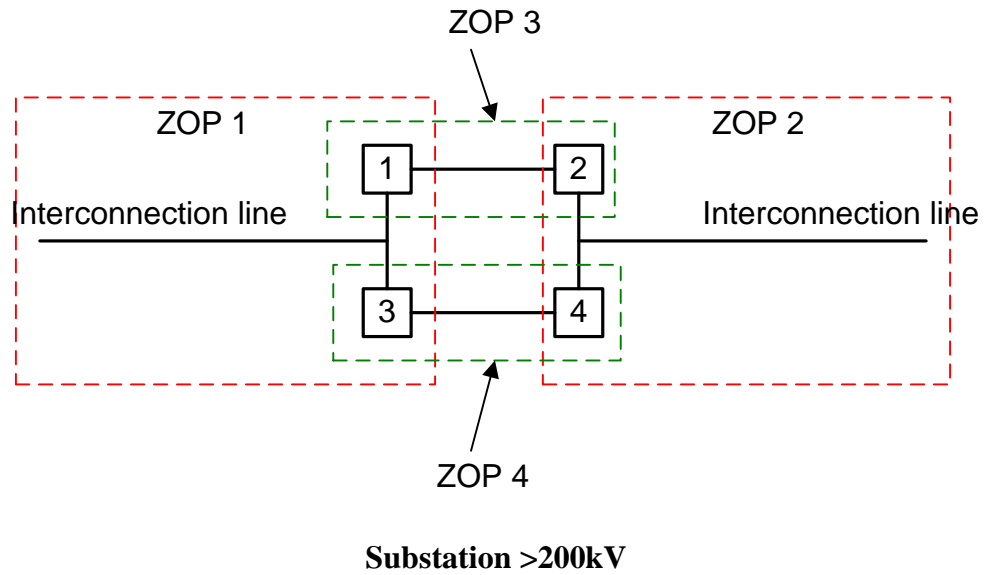 ZOP 3
ZOP 1
ZOP 2
1
2
Interconnection line
Interconnection line
3
4
ZOP 4
Substation >200kV